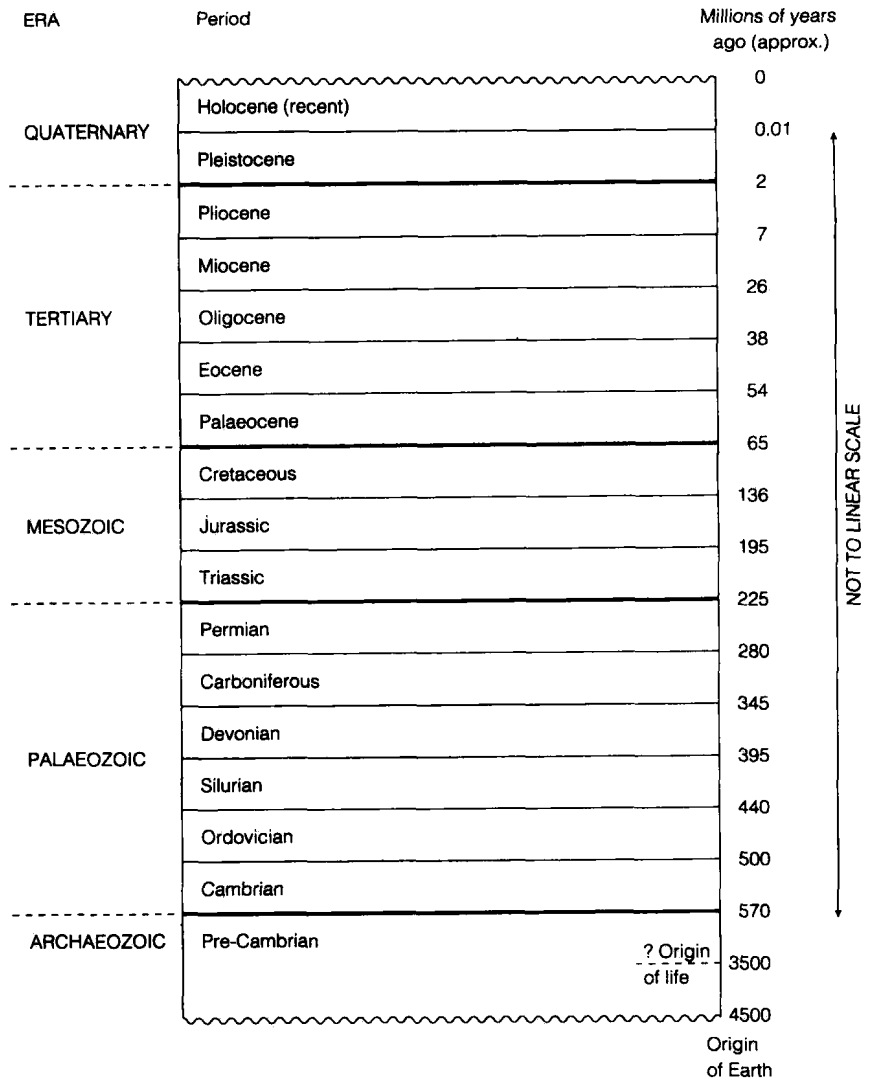 ERA Period Millions of years
ago (approx.)
0
Holocene (recent)
QUATERNARY 0.01
Pleistocene
2
Pliocene
7
Miocene
26
TERTIARY Oligocene
38
Eocene
54
Palaeocene
65
Cretaceous
136
MESOZOIC Jurassic
195
Triassic
225
Permian
280
Carboniferous
345
Devonian
395
PALAEOZOIC
Silurian
440
Ordovician
500
Cambrian
570
ARCHAEOZOIC Pre-Cambrian
? Origin
3500
of life
4500
Origin
of Earth
NOT TO LINEAR SCALE